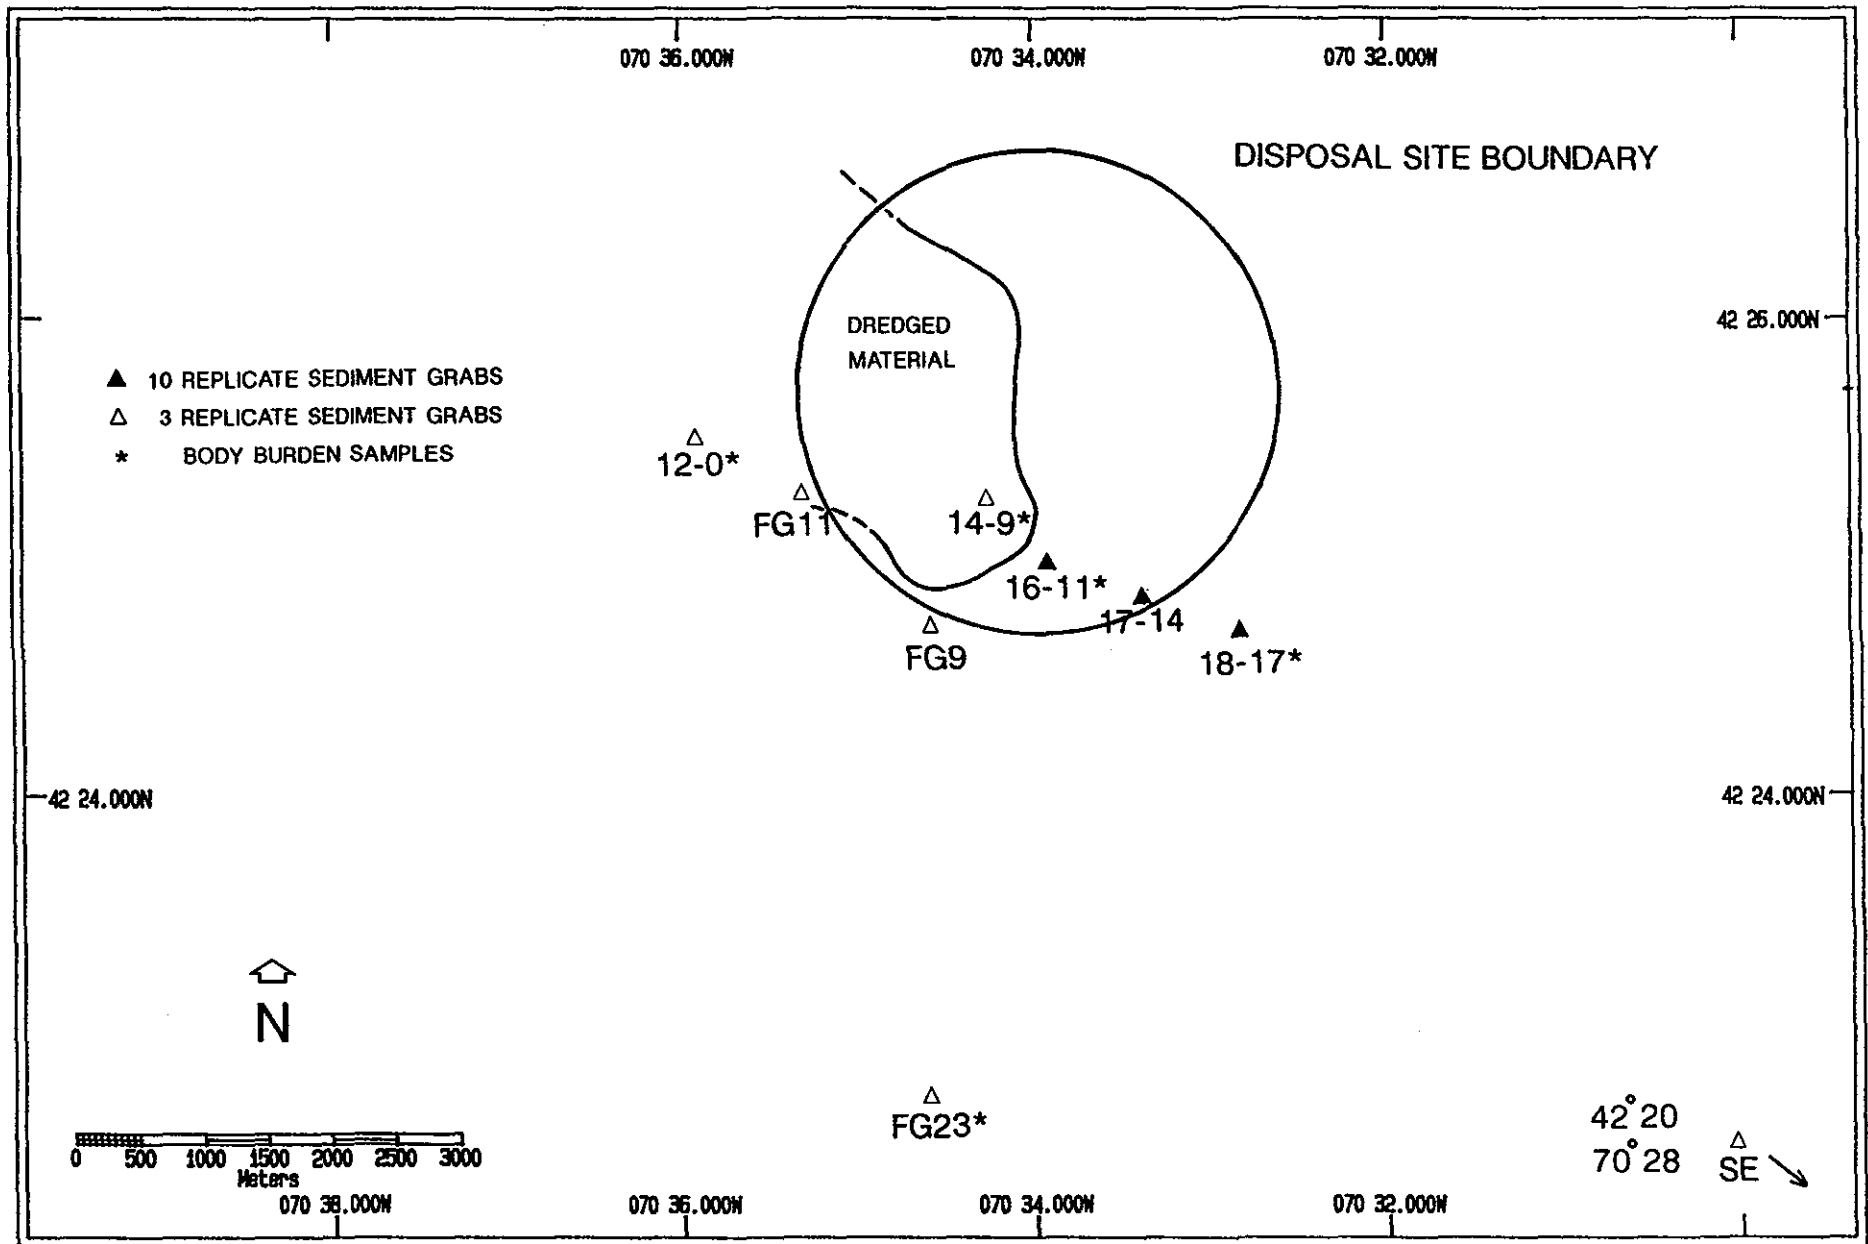 070 36.000W 070 34.000W 070 32.000W
DISPOSAL SITE BOUNDARY
DREDGED
MATERIAL
42 26.000N
▲ 10 REPLICATE SEDIMENT GRABS
△ 3 REPLICATE SEDIMENT GRABS
* BODY BURDEN SAMPLES
12-0*
FG11
14-9*
16-11*
17-14
18-17*
FG9
42 24.000N
42 24.000N
N
FG23*
42°20
70°28
SE
0 500 1000 1500 2000 2500 3000
Meters
070 38.000W 070 36.000W 070 34.000W 070 32.000W